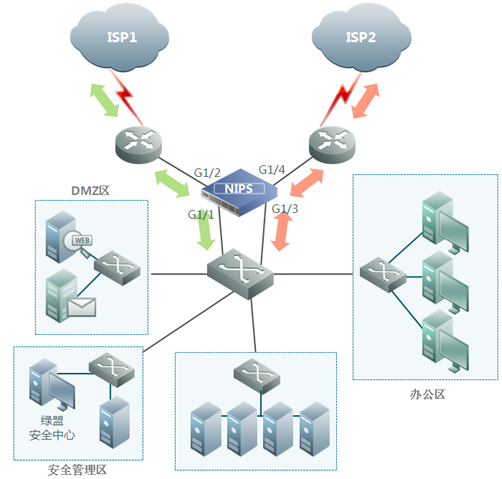 ISP1
ISP2
G1/2
G1/4
NIPS
G1/1
G1/3
DMZ区
WEB
办公区
绿盟
安全中心
安全管理区